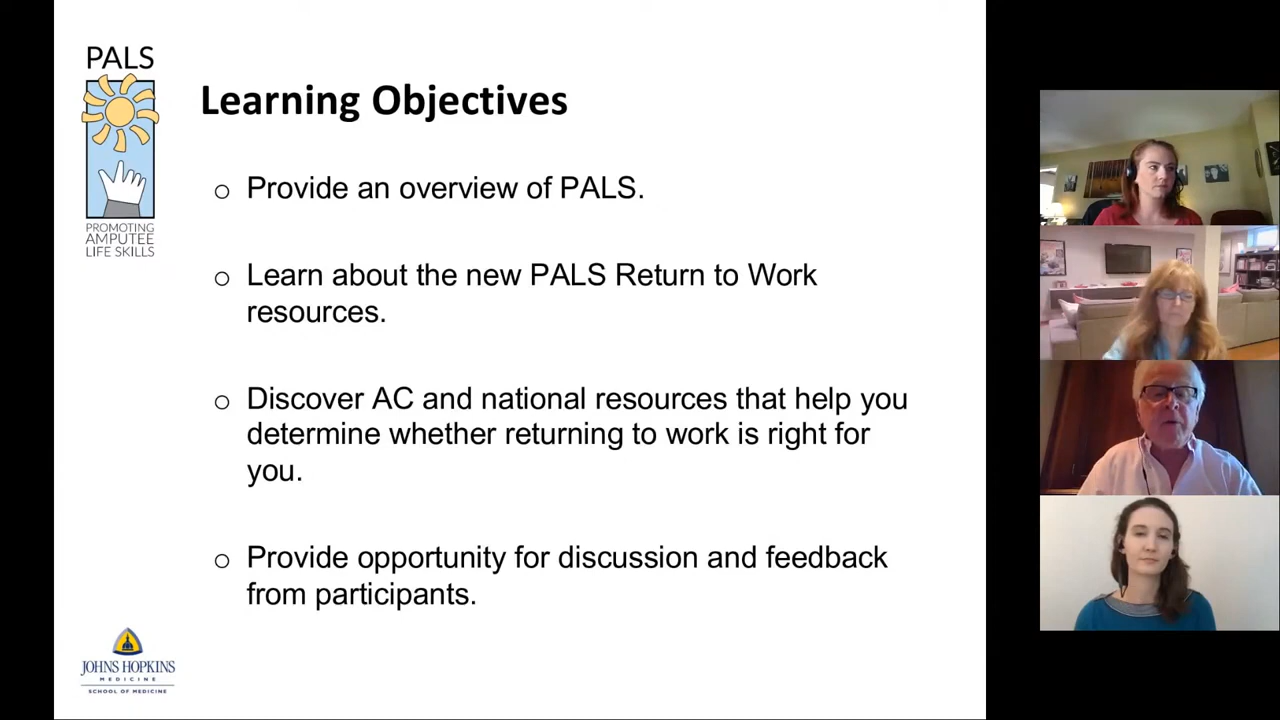 PALS
PROMOTING
AMPUTEE
LIFE SKILLS
Learning Objectives
Provide an overview of PALS.
Learn about the new PALS Return to Work
resources.
Discover AC and national resources that help you
determine whether returning to work is right for
you.
Provide opportunity for discussion and feedback
from participants.
JOHNS HOPKINS
MEDICINE
SCHOOL OF MEDICINE